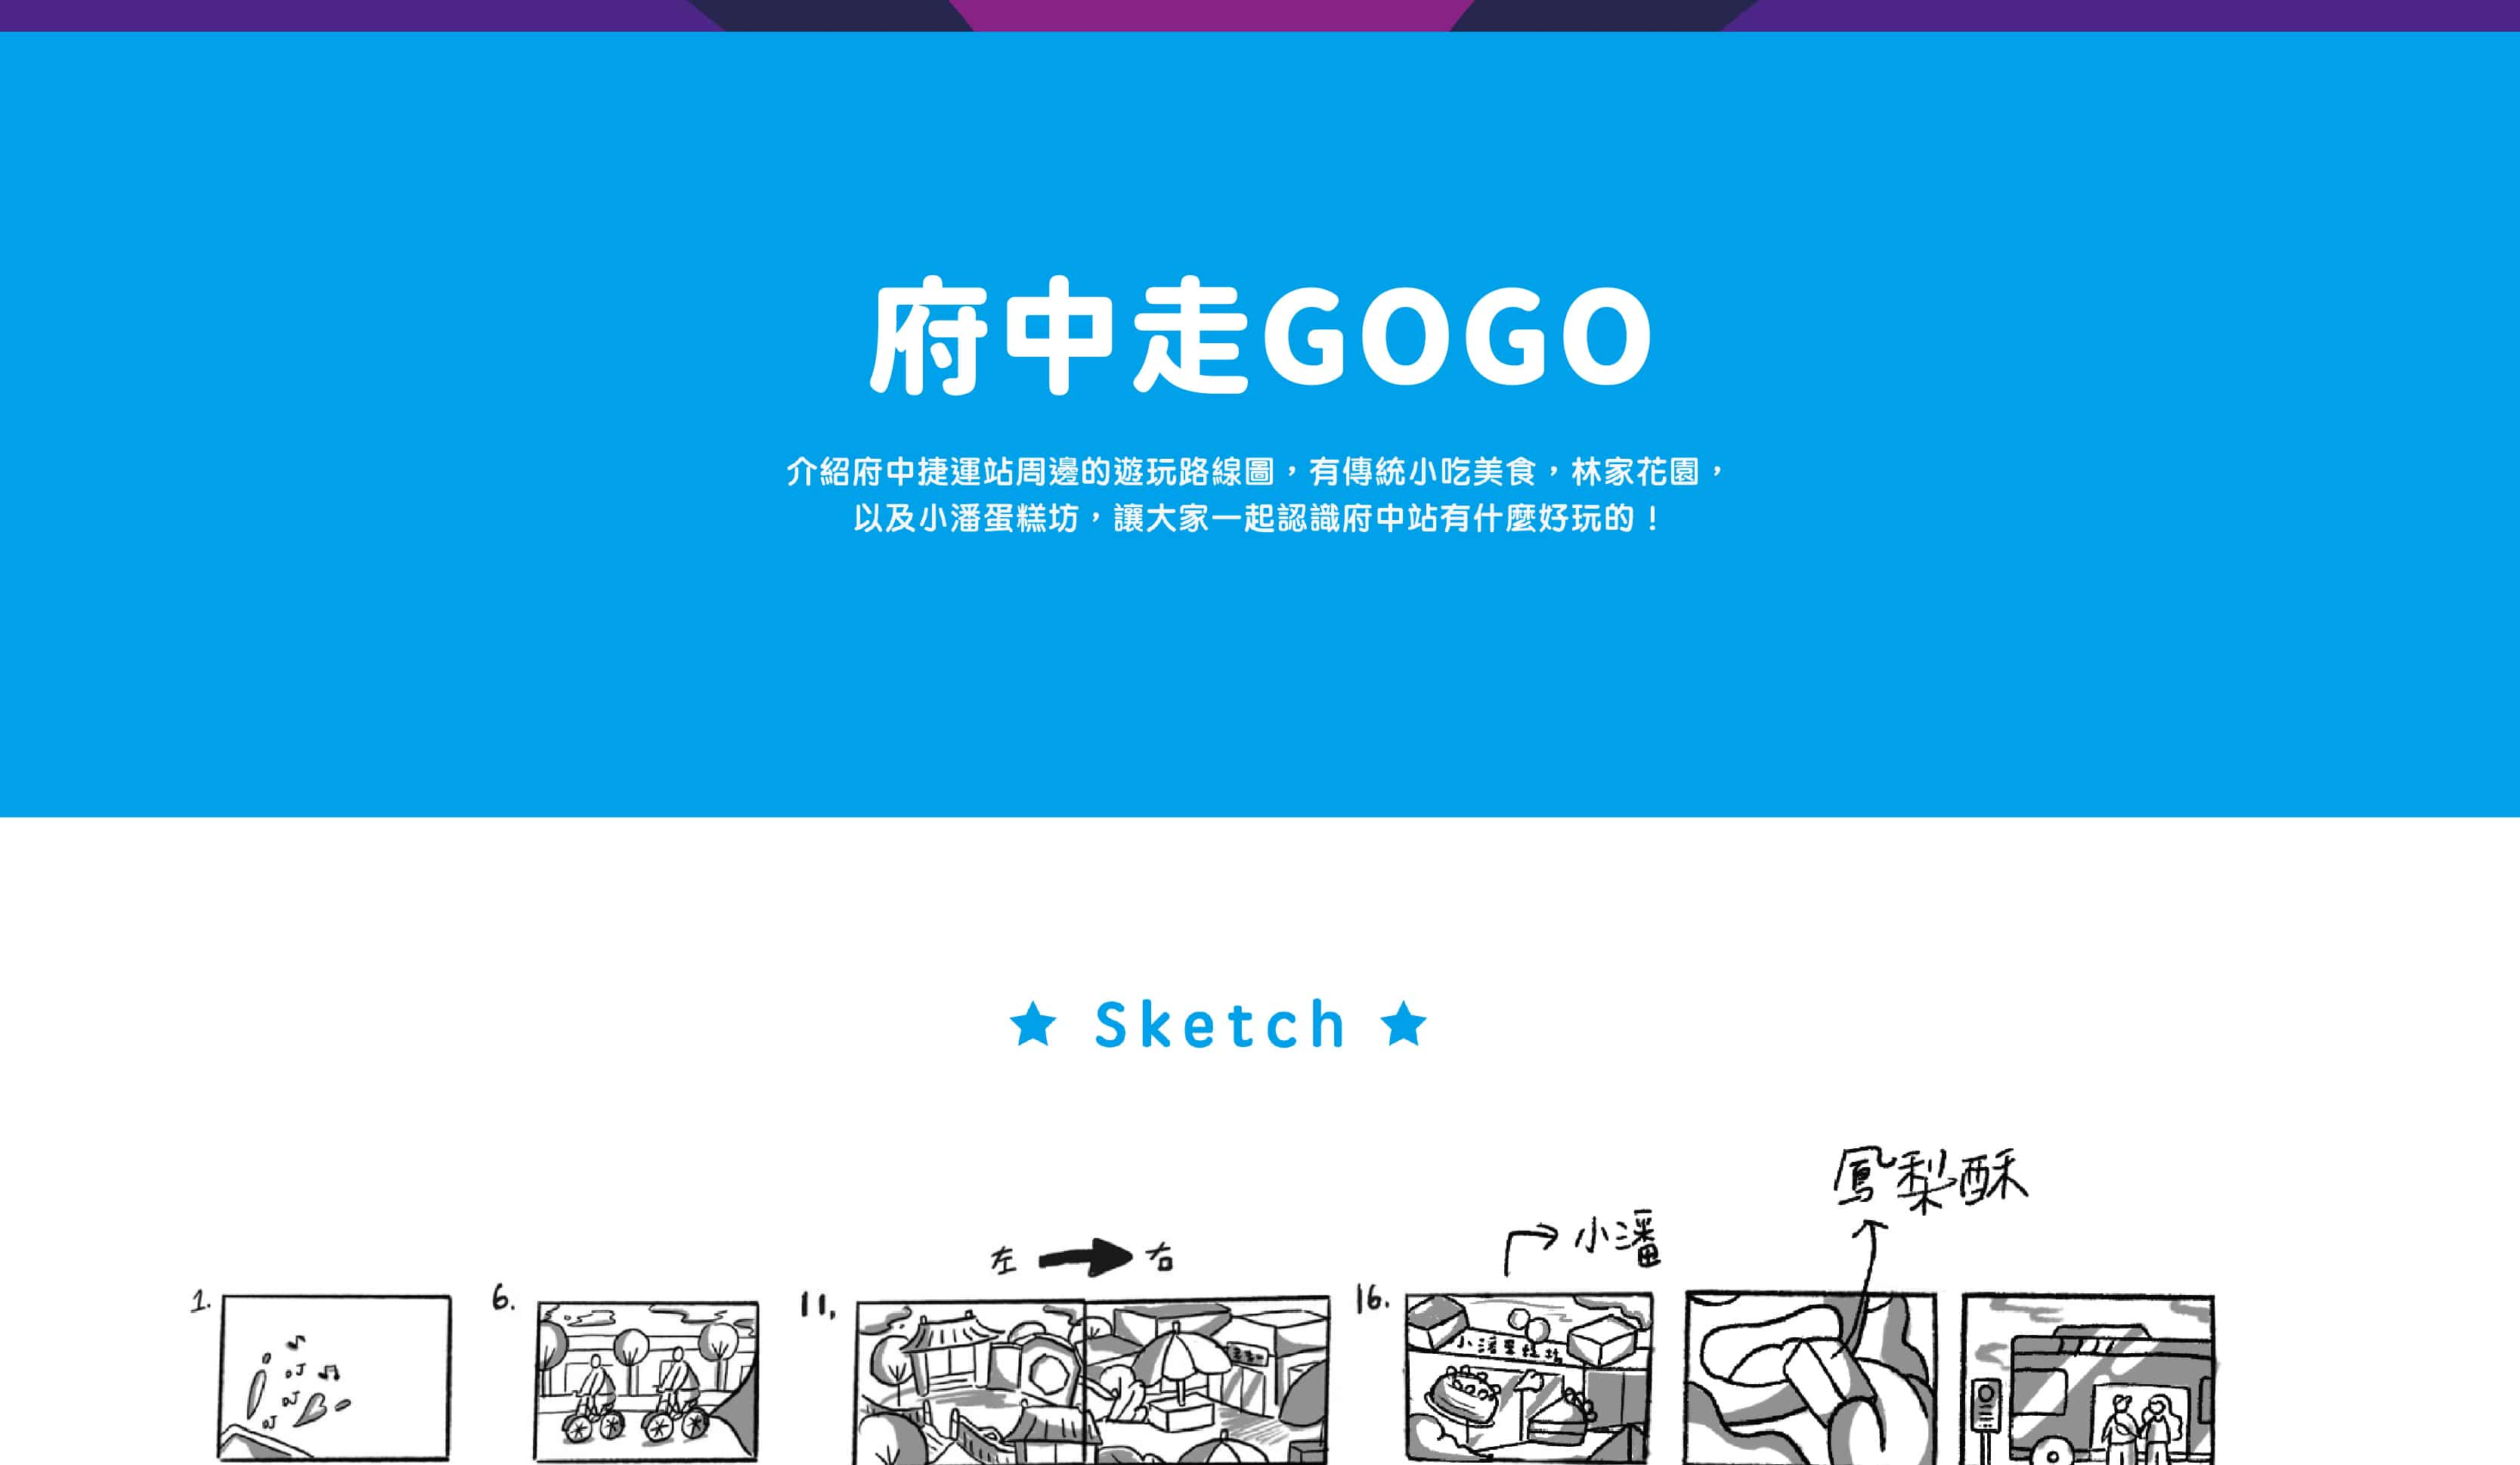 府中走GOGO
介紹府中捷運站周邊的遊玩路線圖，有傳統小吃美食，林家花園，
以及小潘蛋糕坊，讓大家一起認識府中站有什麼好玩的！
★ Sketch ★
鳳梨酥
小潘
左 → 右
1.
6.
11.
16.
小潘蛋糕坊